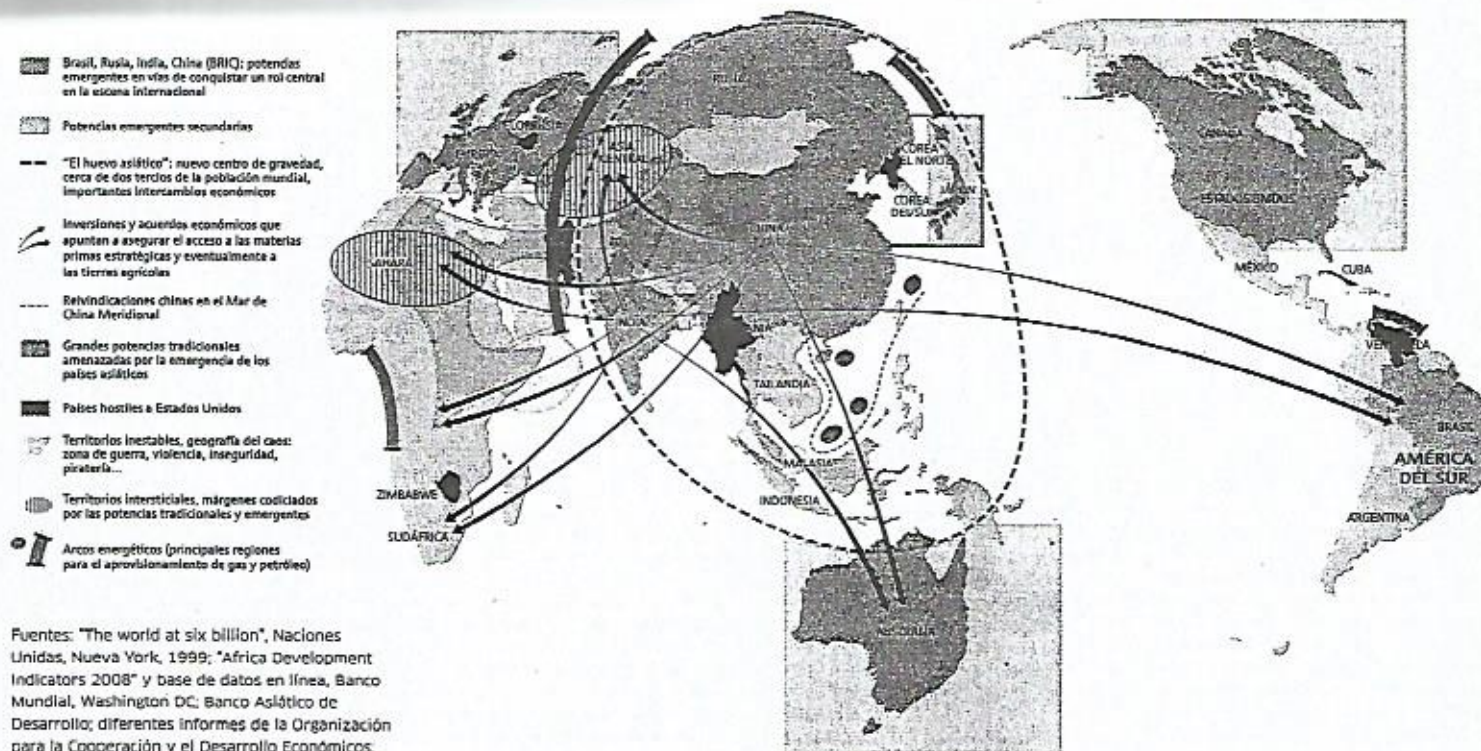 Brasil, Rusia, India, China (BRIC): potencias
emergentes en vías de conquistar un rol central
en la escena internacional
Potencias emergentes secundarias
"El huevo asiático": nuevo centro de gravedad,
cerca de dos tercios de la población mundial,
importantes intercambios económicos
Inversiones y acuerdos económicos que
apuntan a asegurar el acceso a las materias
primas estratégicas y eventualmente a
las tierras agrícolas
Reivindicaciones chinas en el Mar de
China Meridional
Grandes potencias tradicionales
amenazadas por la emergencia de los
países asiáticos
Países hostiles a Estados Unidos
Territorios inestables, geografía del caos:
zona de guerra, violencia, inseguridad,
piratería...
Territorios intersticiales, márgenes codiciados
por las potencias tradicionales y emergentes
Arcos energéticos (principales regiones
para el aprovisionamiento de gas y petróleo)
Fuentes: "The world at six billion", Naciones
Unidas, Nueva York, 1999; "Africa Development
Indicators 2008" y base de datos en línea, Banco
Mundial, Washington DC; Banco Asiático de
Desarrollo; diferentes informes de la Organización
para la Cooperación y el Desarrollo Económicos
RUSIA
ASIA
CENTRAL
COREA
DEL NORTE
JAPÓN
COREA
DEL SUR
CHINA
SAHARA
INDIA
TAILANDIA
MALASIA
INDONESIA
ZIMBABWE
SUDÁFRICA
AUSTRALIA
CANADÁ
ESTADOS UNIDOS
MÉXICO
CUBA
VENEZUELA
BRASIL
AMÉRICA
DEL SUR
ARGENTINA